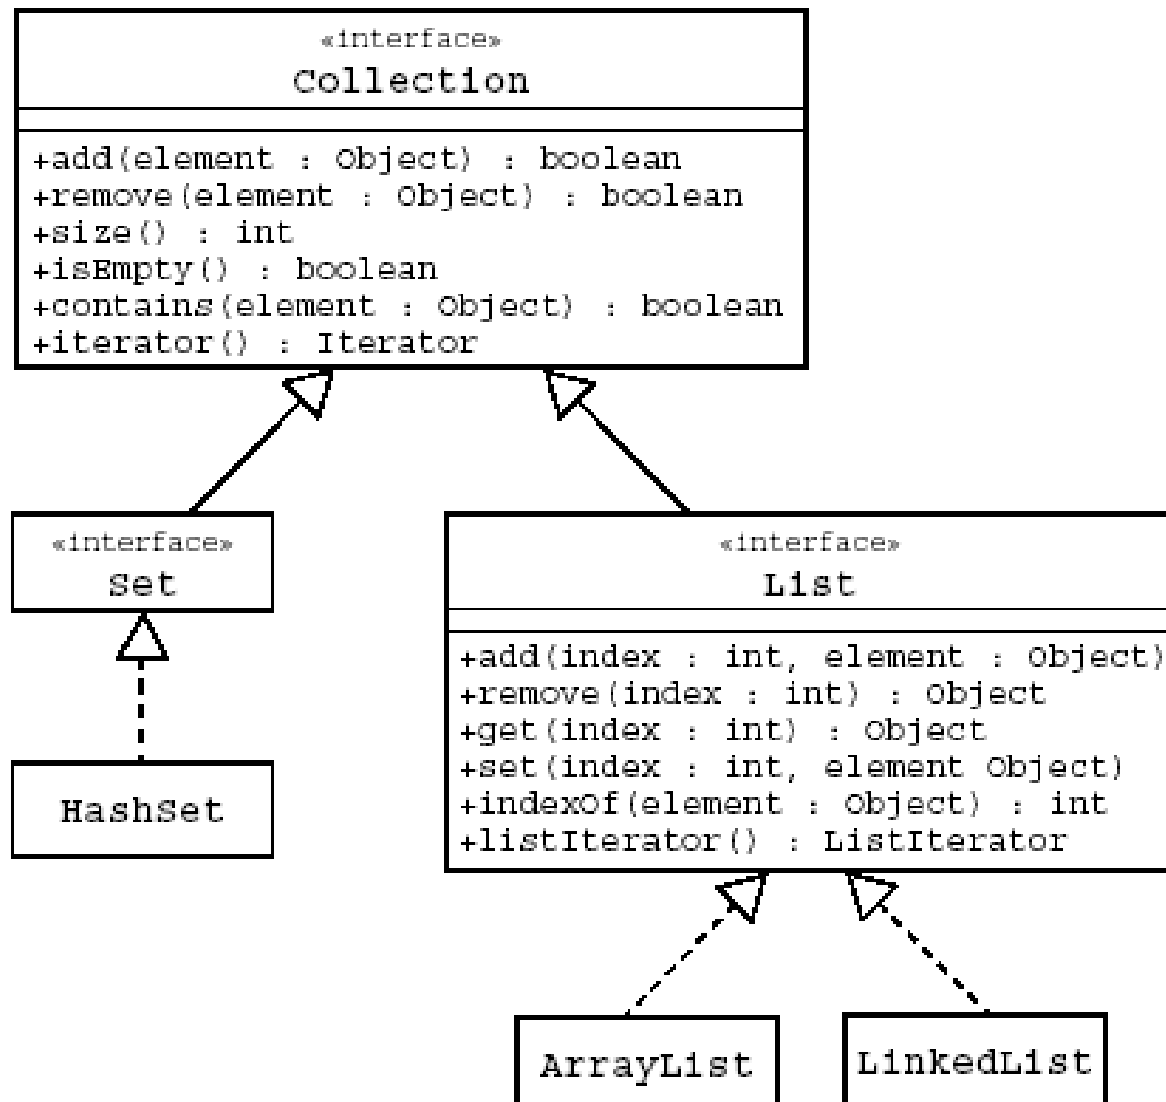 «interface»
Collection
+add(element : Object) : boolean
+remove(element : Object) : boolean
+size() : int
+isEmpty() : boolean
+contains(element : Object) : boolean
+iterator() : Iterator
«interface»
Set
HashSet
«interface»
List
+add(index : int, element : Object)
+remove(index : int) : Object
+get(index : int) : Object
+set(index : int, element Object)
+indexOf(element : Object) : int
+listIterator() : ListIterator
ArrayList
LinkedList